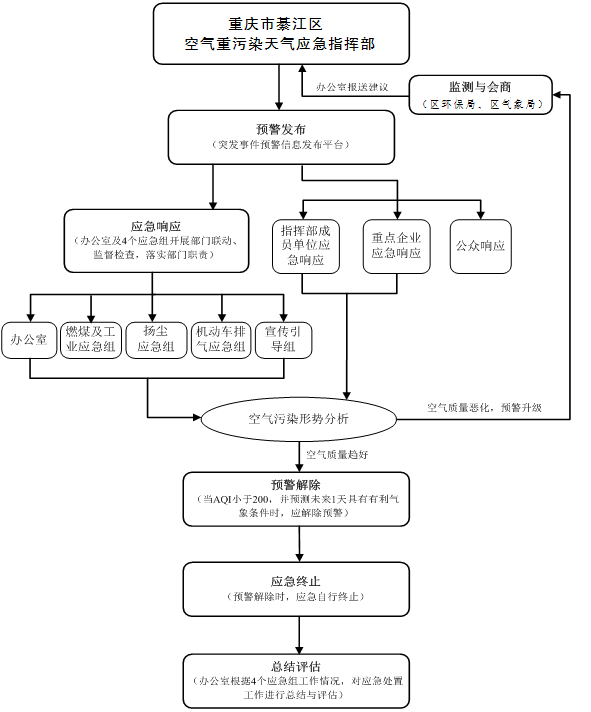 重庆市綦江区
空气重污染天气应急指挥部
办公室报送建议
监测与会商
（区环保局、区气象局）
预警发布
（突发事件预警信息发布平台）
应急响应
（办公室及4个应急组开展部门联动、
监督检查，落实部门职责）
指挥部成
员单位应
急响应
重点企业
应急响应
公众响应
办公室
燃煤及工
业应急组
扬尘
应急组
机动车排
气应急组
宣传引
导组
空气污染形势分析
空气质量恶化，预警升级
空气质量趋好
预警解除
（当AQI小于200，并预测未来1天具有有利气
象条件时，应解除预警）
应急终止
（预警解除时，应急自行终止）
总结评估
（办公室根据4个应急组工作情况，对应急处置
工作进行总结与评估）